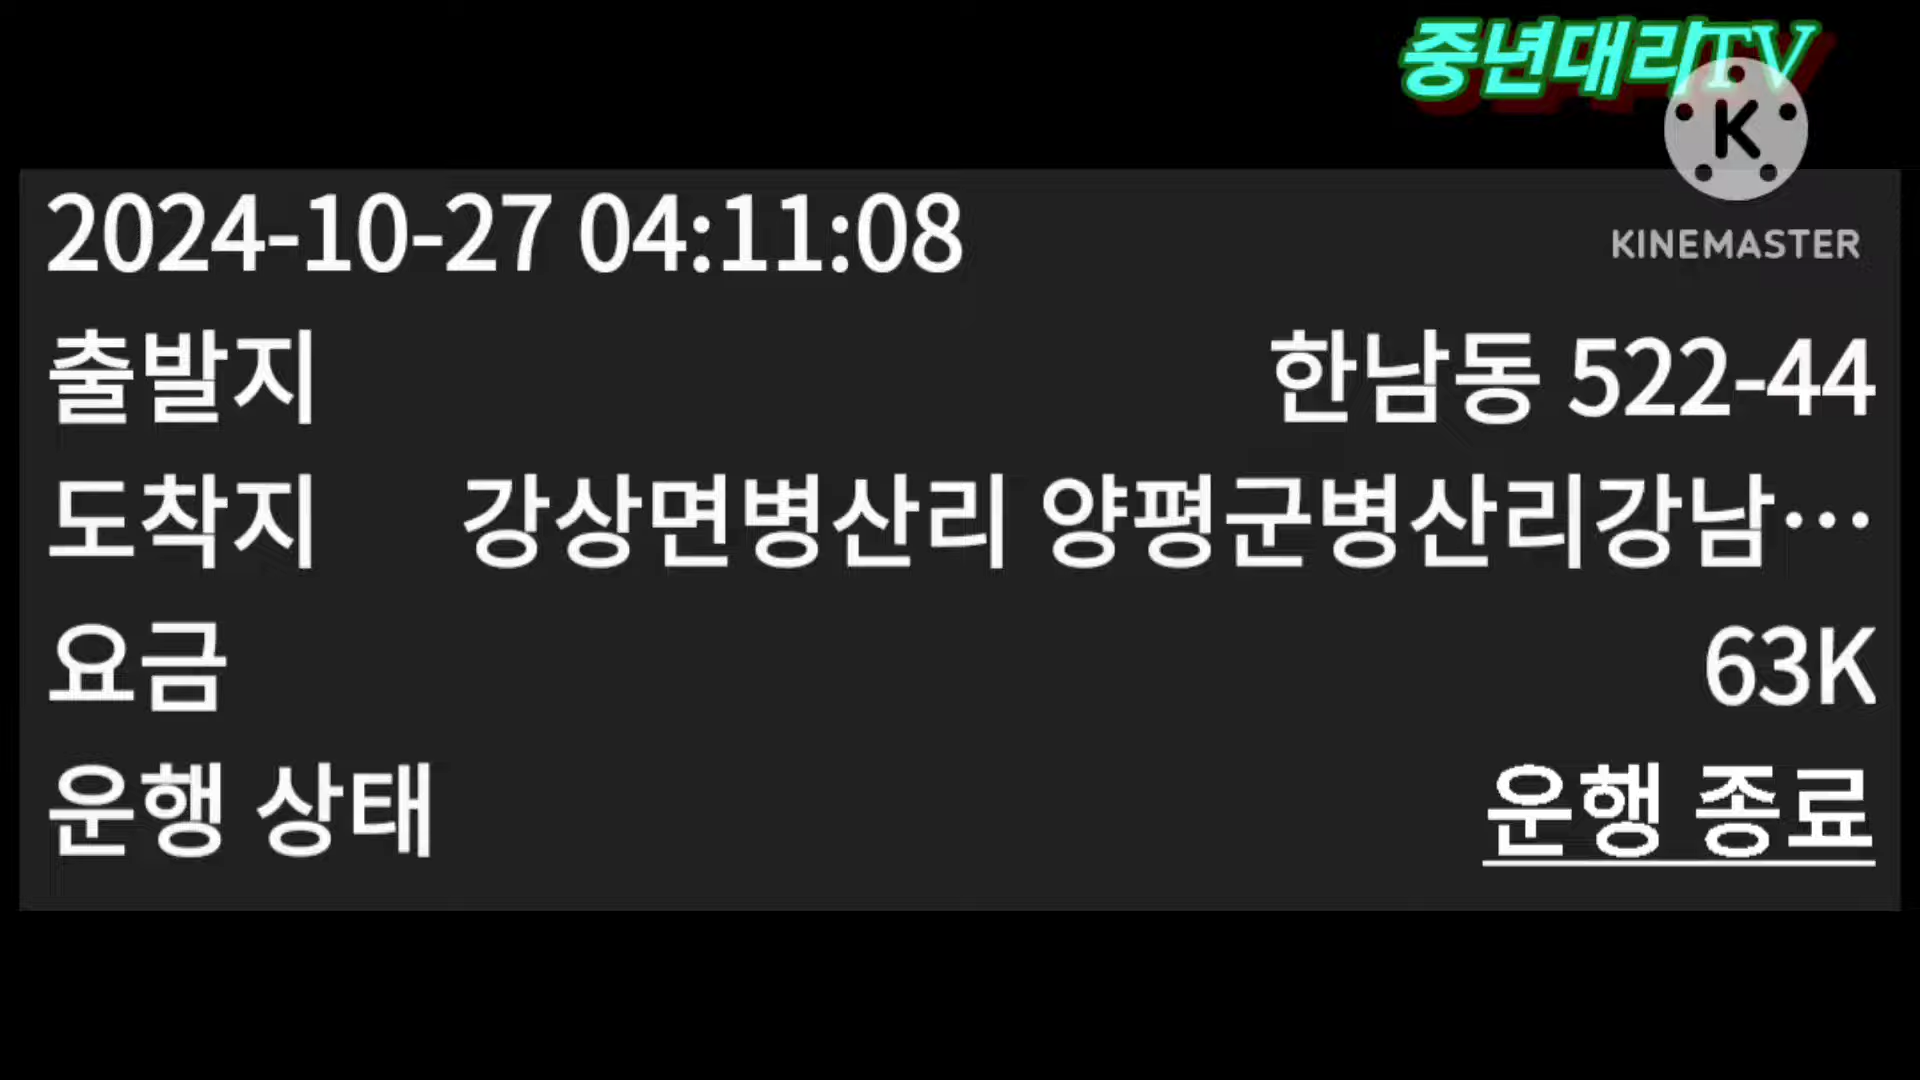 중년대리TV
K
KINEMASTER
2024-10-27 04:11:08
출발지 한남동 522-44
도착지 강상면병산리 양평군병산리강남…
요금 63K
운행 상태 운행 종료